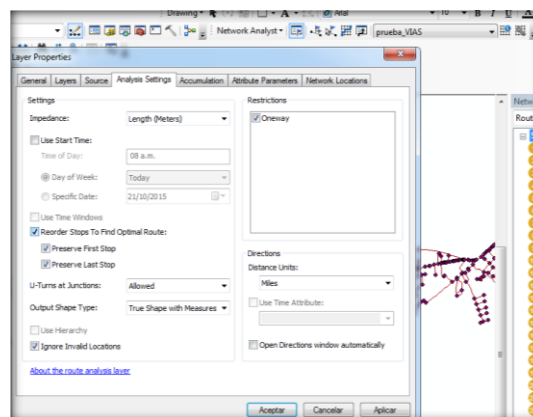 Drawing
Arial
10
B I U A
Network Analyst
prueba_VIAS
Layer Properties
Netw
General Layers Source Analysis Settings Accumulation Attribute Parameters Network Locations
Rout
Settings
Restrictions
Impedance: Length (Meters)
Oneway
Use Start Time:
Time of Day: 08 a.m.
Day of Week: Today
Specific Date: 21/10/2015
Use Time Windows
Reorder Stops To Find Optimal Route:
Preserve First Stop
Preserve Last Stop
Directions
Distance Units:
U-Turns at Junctions: Allowed
Miles
Output Shape Type: True Shape with Measures
Use Time Attribute:
Use Hierarchy
Ignore Invalid Locations
Open Directions window automatically
About the route analysis layer
Aceptar Cancelar Aplicar